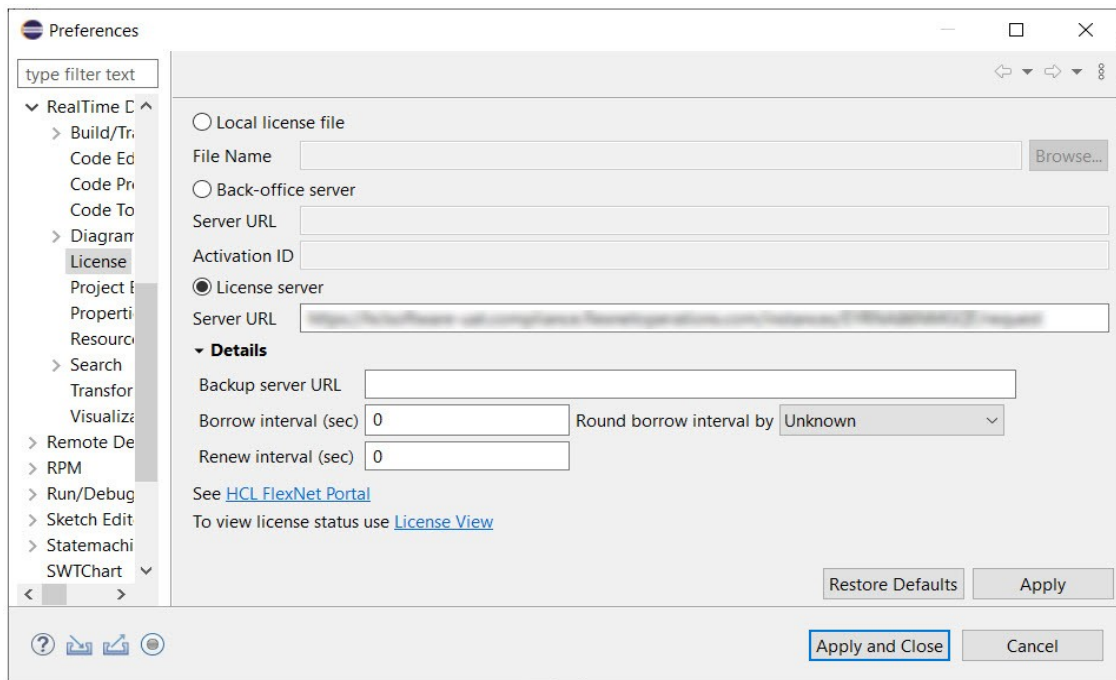 Preferences
type filter text
RealTime D
Build/Tra
Code Ed
Code Pre
Code To
Diagram
License
Project E
Properti
Resource
Search
Transfor
Visualiza
Remote De
RPM
Run/Debug
Sketch Edit
Statemachi
SWTChart
Local license file
File Name
Browse...
Back-office server
Server URL
Activation ID
License server
Server URL
Details
Backup server URL
Borrow interval (sec) 0 Round borrow interval by Unknown
Renew interval (sec) 0
See HCL FlexNet Portal
To view license status use License View
Restore Defaults Apply
Apply and Close Cancel